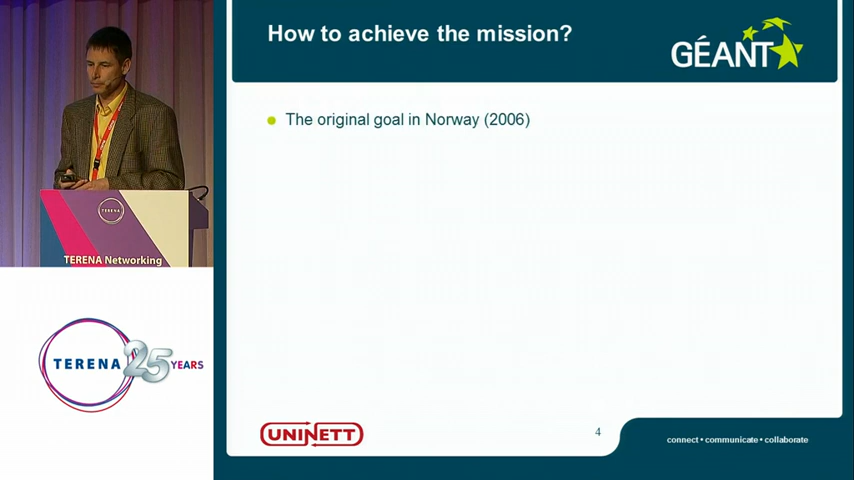 How to achieve the mission?
GÉANT
The original goal in Norway (2006)
TERENA
TERENA Networking
TERENA 25 YEARS
UNINETT
4
connect • communicate • collaborate